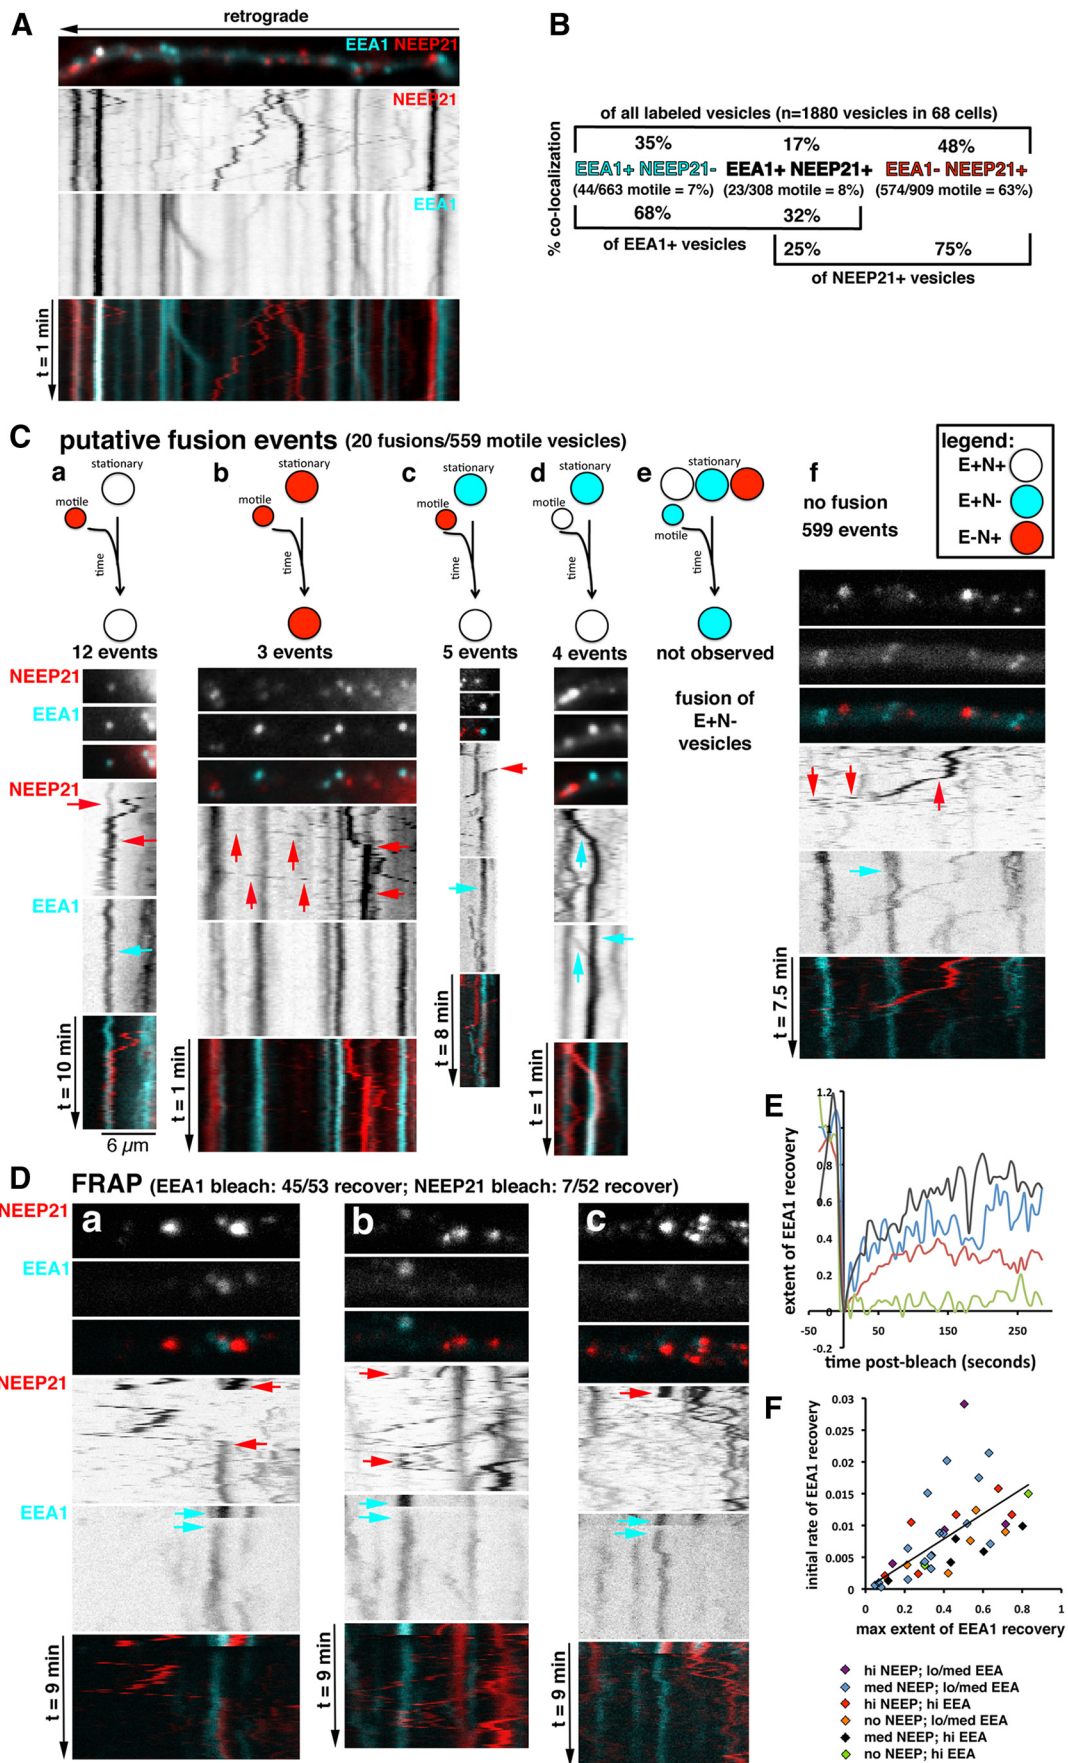 A
retrograde
EEA1 NEEP21
NEEP21
EEA1
t = 1 min
B
of all labeled vesicles (n=1880 vesicles in 68 cells)
35% 17% 48%
EEA1+ NEEP21- EEA1+ NEEP21+ EEA1- NEEP21+
(44/663 motile = 7%) (23/308 motile = 8%) (574/909 motile = 63%)
68% 32%
of EEA1+ vesicles 25% 75%
of NEEP21+ vesicles
% co-localization
C putative fusion events (20 fusions/559 motile vesicles)
a b c d e f
stationary stationary stationary stationary
motile motile motile motile motile
time time time time time
12 events 3 events 5 events 4 events not observed
fusion of
E+N-
vesicles
no fusion
599 events
legend:
E+N+
E+N-
E-N+
NEEP21
EEA1
NEEP21
EEA1
t = 10 min
6 µm
t = 1 min
t = 8 min
t = 1 min
t = 7.5 min
D FRAP (EEA1 bleach: 45/53 recover; NEEP21 bleach: 7/52 recover)
a b c
NEEP21
EEA1
NEEP21
EEA1
t = 9 min
t = 9 min
t = 9 min
E
extent of EEA1 recovery
1.2
1
0.8
0.6
0.4
0.2
0
-0.2
-50 50 150 250
time post-bleach (seconds)
F
initial rate of EEA1 recovery
0.03
0.025
0.02
0.015
0.01
0.005
0
0 0.2 0.4 0.6 0.8 1
max extent of EEA1 recovery
hi NEEP; lo/med EEA
med NEEP; lo/med EEA
hi NEEP; hi EEA
no NEEP; lo/med EEA
med NEEP; hi EEA
no NEEP; hi EEA